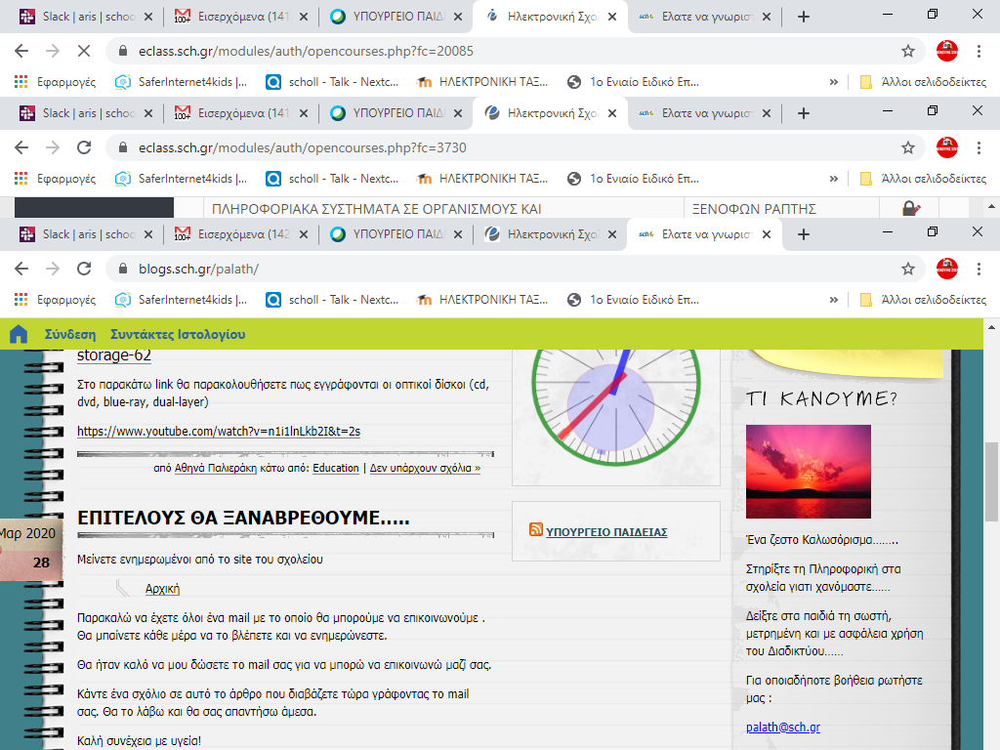 Slack | aris | schoo
Εισερχόμενα (141
ΥΠΟΥΡΓΕΙΟ ΠΑΙΔ
Ηλεκτρονική Σχο
Ελατε να γνωρισ
eclass.sch.gr/modules/auth/opencourses.php?fc=20085
Εφαρμογές
SaferInternet4kids |...
scholl - Talk - Nextc...
ΗΛΕΚΤΡΟΝΙΚΗ ΤΑΞ...
1ο Ενιαίο Ειδικό Επ...
»
Άλλοι σελιδοδείκτες
Slack | aris | schoo
Εισερχόμενα (141
ΥΠΟΥΡΓΕΙΟ ΠΑΙΔ
Ηλεκτρονική Σχο
Ελατε να γνωρισ
eclass.sch.gr/modules/auth/opencourses.php?fc=3730
Εφαρμογές
SaferInternet4kids |...
scholl - Talk - Nextc...
ΗΛΕΚΤΡΟΝΙΚΗ ΤΑΞ...
1ο Ενιαίο Ειδικό Επ...
»
Άλλοι σελιδοδείκτες
ΠΛΗΡΟΦΟΡΙΑΚΑ ΣΥΣΤΗΜΑΤΑ ΣΕ ΟΡΓΑΝΙΣΜΟΥΣ ΚΑΙ
ΞΕΝΟΦΩΝ ΡΑΠΤΗΣ
Slack | aris | schoo
Εισερχόμενα (142
ΥΠΟΥΡΓΕΙΟ ΠΑΙΔ
Ηλεκτρονική Σχο
Ελατε να γνωρισ
blogs.sch.gr/palath/
Εφαρμογές
SaferInternet4kids |...
scholl - Talk - Nextc...
ΗΛΕΚΤΡΟΝΙΚΗ ΤΑΞ...
1ο Ενιαίο Ειδικό Επ...
»
Άλλοι σελιδοδείκτες
Σύνδεση Συντάκτες Ιστολογίου
storage-62
Στο παρακάτω link θα παρακολουθήσετε πως εγγράφονται οι οπτικοί δίσκοι (cd,
dvd, blue-ray, dual-layer)
https://www.youtube.com/watch?v=n1i1lnLkb2I&t=2s
από Αθηνά Παλιεράκη κάτω από: Education | Δεν υπάρχουν σχόλια »
Μαρ 2020
28
ΕΠΙΤΕΛΟΥΣ ΘΑ ΞΑΝΑΒΡΕΘΟΥΜΕ.....
Μείνετε ενημερωμένοι από το site του σχολείου
Αρχική
Παρακαλώ να έχετε όλοι ένα mail με το οποίο θα μπορούμε να επικοινωνούμε .
Θα μπαίνετε κάθε μέρα να το βλέπετε και να ενημερώνεστε.
Θα ήταν καλό να μου δώσετε το mail σας για να μπορώ να επικοινωνώ μαζί σας.
Κάντε ένα σχόλιο σε αυτό το άρθρο που διαβάζετε τώρα γράφοντας το mail
σας. Θα το λάβω και θα σας απαντήσω άμεσα.
Καλή συνέχεια με υγεία!
ΥΠΟΥΡΓΕΙΟ ΠΑΙΔΕΙΑΣ
ΤΙ ΚΑΝΟΥΜΕ?
Ένα ζεστο Καλωσόρισμα........
Στηρίξτε τη Πληροφορική στα
σχολεία γιατι χανόμαστε......
Δείξτε στα παιδιά τη σωστή,
μετρημένη και με ασφάλεια χρήση
του Διαδικτύου......
Για οποιαδήποτε βοήθεια ρωτήστε
μας :
palath@sch.gr